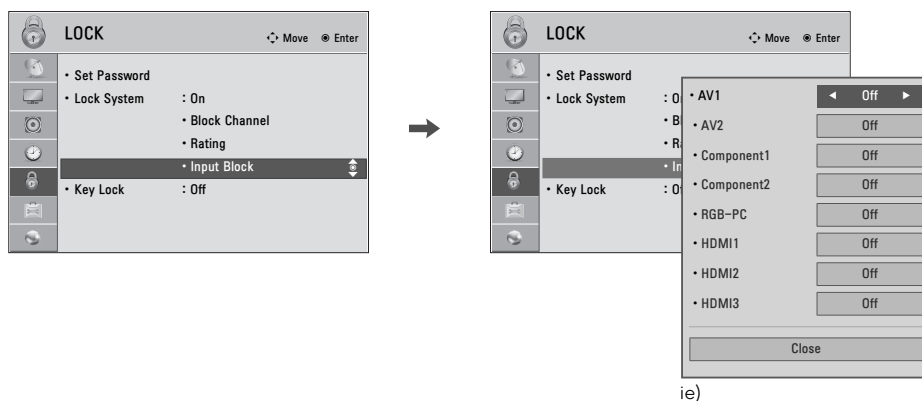 LOCK
Move Enter
• Set Password
• Lock System : On
• Block Channel
• Rating
• Input Block
• Key Lock : Off
LOCK
Move Enter
• Set Password
• Lock System
• Key Lock
• AV1 ◄ Off ►
• AV2 Off
• Component1 Off
• Component2 Off
• RGB-PC Off
• HDMI1 Off
• HDMI2 Off
• HDMI3 Off
Close
ie)